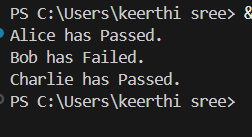 PS C:\Users\keerthi sree> &
Alice has Passed.
Bob has Failed.
Charlie has Passed.
PS C:\Users\keerthi sree>